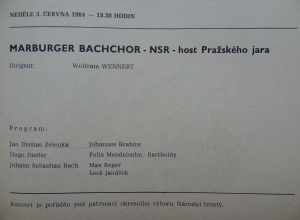 NEDĚLE 3. ČERVNA 1984 — 19.30 HODIN
MARBURGER BACHCHOR - NSR - host Pražského jara
Dirigent: Wolfram WENNERT
Program:
Jan Dismas Zelenka Johannes Brahms
Hugo Distler Felix Mendelsohn - Bartholdy
Johann Sebastian Bach Max Reger
Leoš Janáček
Koncert je pořádán pod patronací okresního výboru Národní fronty.